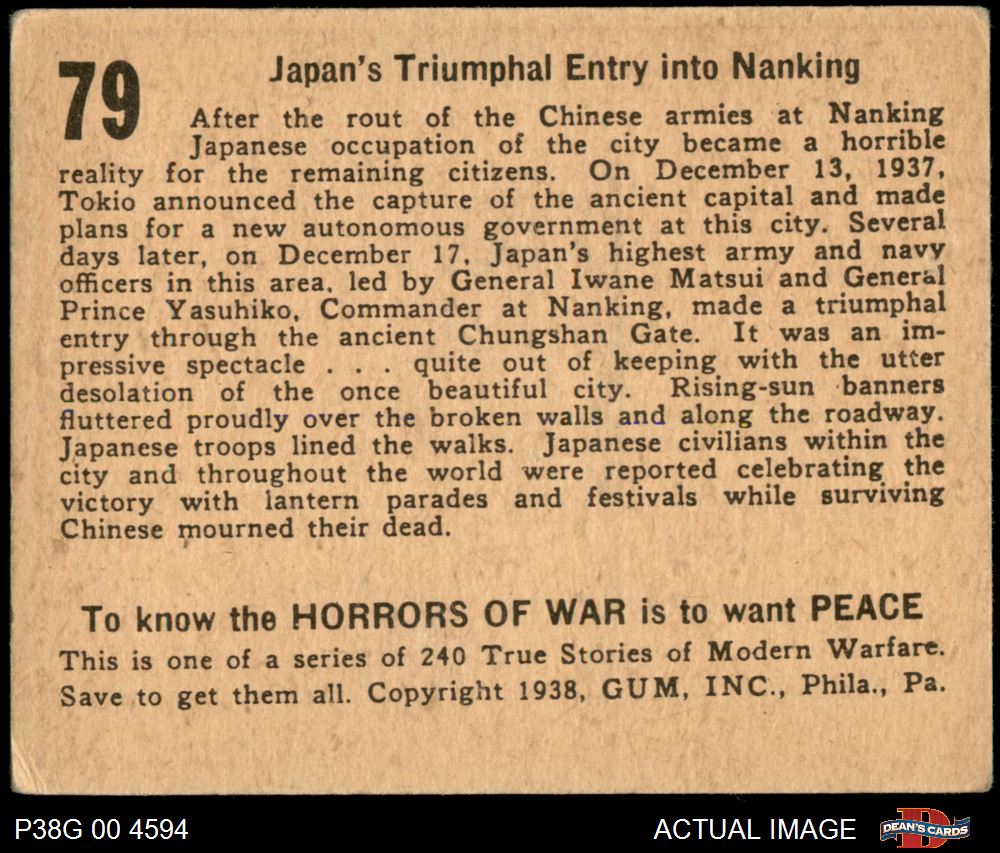 79
Japan's Triumphal Entry into Nanking
After the rout of the Chinese armies at Nanking
Japanese occupation of the city became a horrible
reality for the remaining citizens. On December 13, 1937,
Tokio announced the capture of the ancient capital and made
plans for a new autonomous government at this city. Several
days later, on December 17, Japan's highest army and navy
officers in this area, led by General Iwane Matsui and General
Prince Yasuhiko, Commander at Nanking, made a triumphal
entry through the ancient Chungshan Gate. It was an im-
pressive spectacle . . . quite out of keeping with the utter
desolation of the once beautiful city. Rising-sun banners
fluttered proudly over the broken walls and along the roadway.
Japanese troops lined the walks. Japanese civilians within the
city and throughout the world were reported celebrating the
victory with lantern parades and festivals while surviving
Chinese mourned their dead.
To know the HORRORS OF WAR is to want PEACE
This is one of a series of 240 True Stories of Modern Warfare.
Save to get them all. Copyright 1938, GUM, INC., Phila., Pa.
P38G 00 4594
ACTUAL IMAGE
D
DEAN'S CARDS